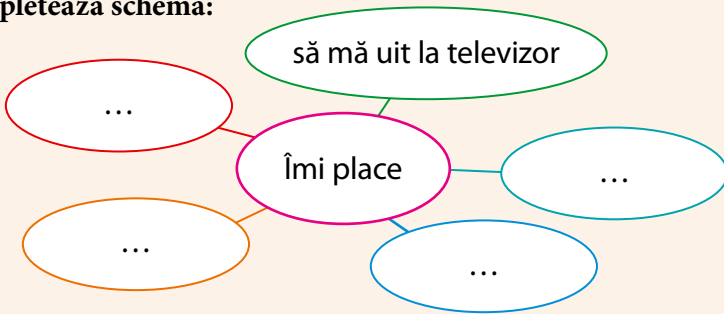 pletează schema:
să mă uit la televizor
…
Îmi place
…
…
…